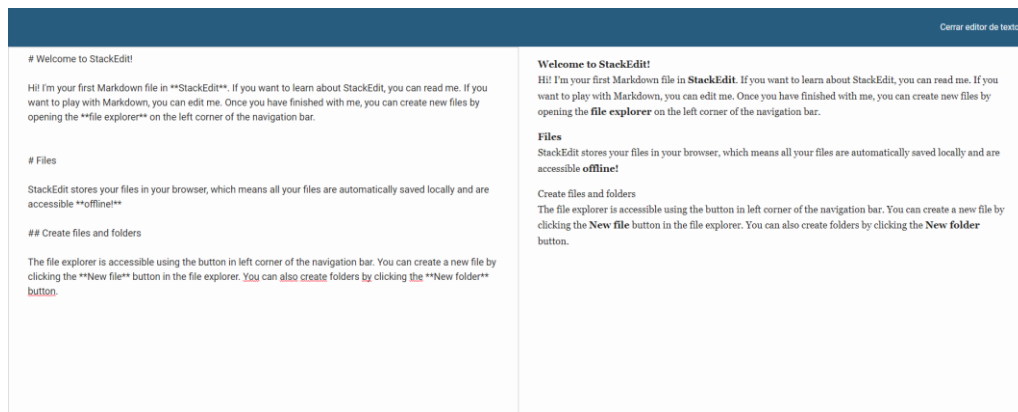 Cerrar editor de texto
# Welcome to StackEdit!
Hi! I'm your first Markdown file in **StackEdit**. If you want to learn about StackEdit, you can read me. If you
want to play with Markdown, you can edit me. Once you have finished with me, you can create new files by
opening the **file explorer** on the left corner of the navigation bar.
# Files
StackEdit stores your files in your browser, which means all your files are automatically saved locally and are
accessible **offline!**
## Create files and folders
The file explorer is accessible using the button in left corner of the navigation bar. You can create a new file by
clicking the **New file** button in the file explorer. You can also create folders by clicking the **New folder**
button.
Welcome to StackEdit!
Hi! I'm your first Markdown file in StackEdit. If you want to learn about StackEdit, you can read me. If you
want to play with Markdown, you can edit me. Once you have finished with me, you can create new files by
opening the file explorer on the left corner of the navigation bar.
Files
StackEdit stores your files in your browser, which means all your files are automatically saved locally and are
accessible offline!
Create files and folders
The file explorer is accessible using the button in left corner of the navigation bar. You can create a new file by
clicking the New file button in the file explorer. You can also create folders by clicking the New folder
button.